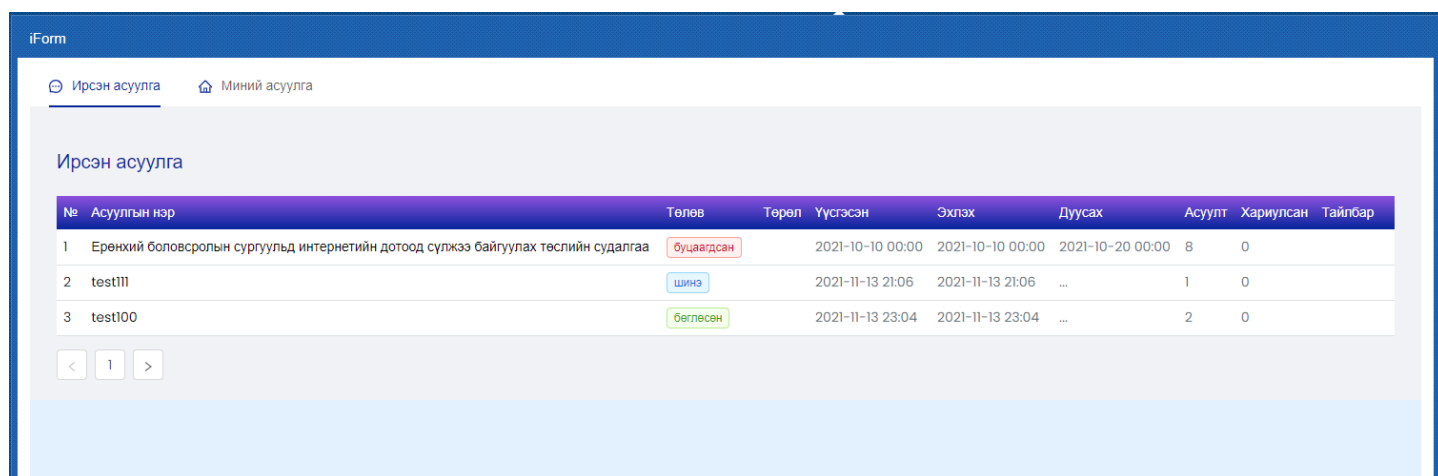 iForm
Ирсэн асуулга Миний асуулга
Ирсэн асуулга
№ Асуулгын нэр Төлөв Төрөл Үүсгэсэн Эхлэх Дуусах Асуулт Хариулсан Тайлбар
1 Ерөнхий боловсролын сургуульд интернетийн дотоод сүлжээ байгуулах төслийн судалгаа буцаагдсан 2021-10-10 00:00 2021-10-10 00:00 2021-10-20 00:00 8 0
2 test111 шинэ 2021-11-13 21:06 2021-11-13 21:06 ... 1 0
3 test100 бөглөсөн 2021-11-13 23:04 2021-11-13 23:04 ... 2 0
< 1 >